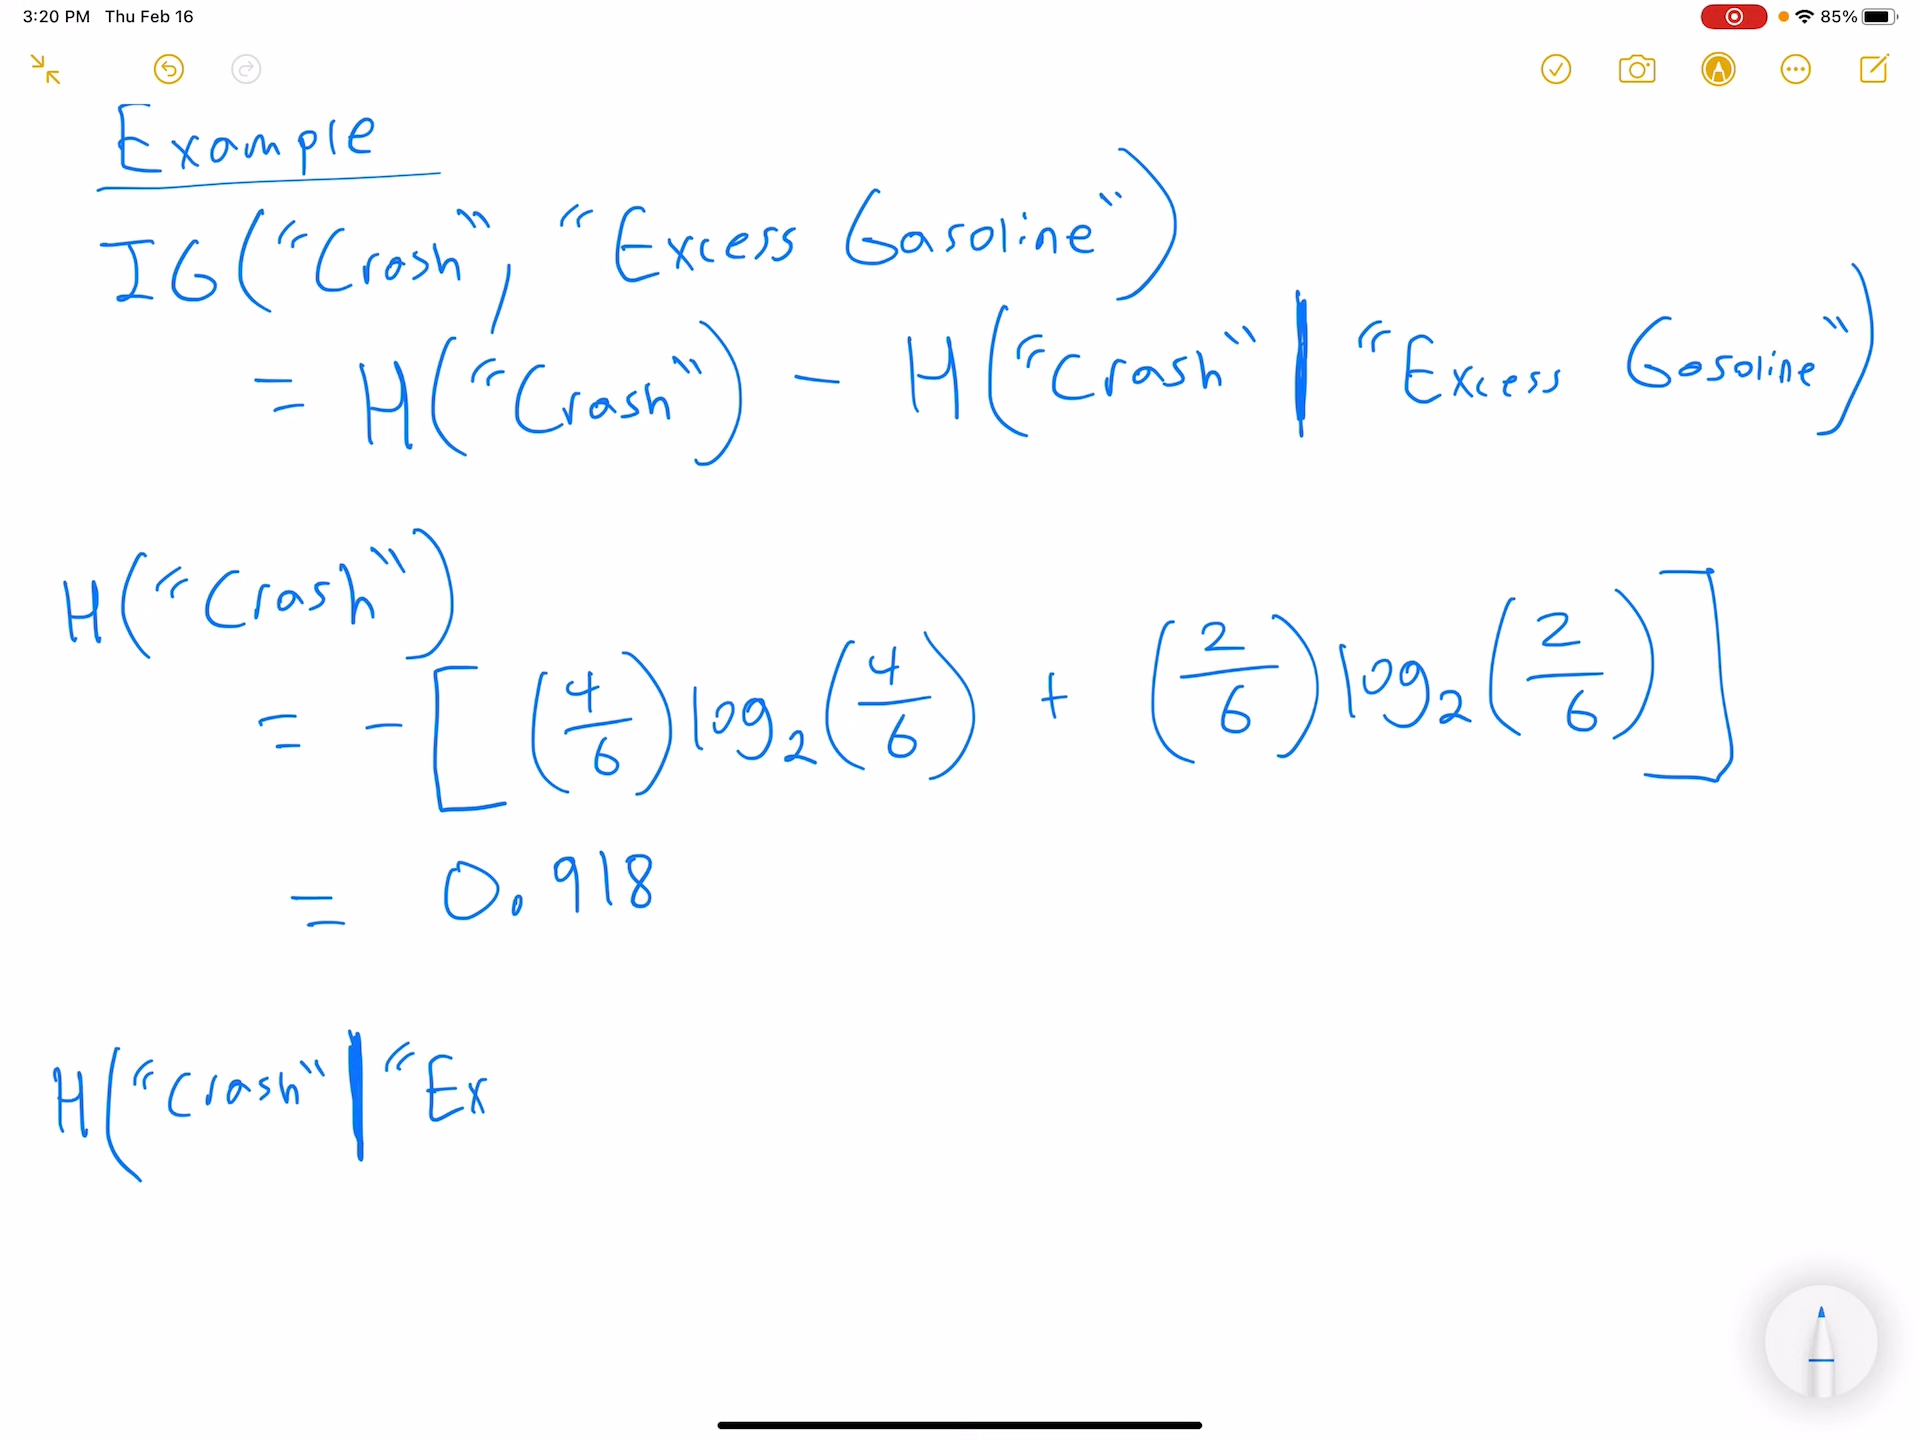 3:20 PM Thu Feb 16 85%
Example
IG("Crash", "Excess Gasoline")
= H("Crash") - H("Crash" | "Excess Gasoline")
H("Crash")
= - [(4/6) log₂(4/6) + (2/6) log₂(2/6)]
= 0.918
H("Crash" | "Ex